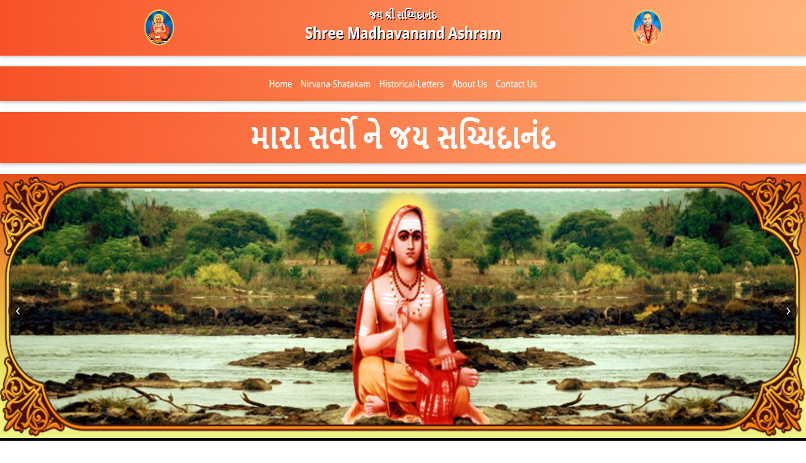 જય શ્રી સચ્ચિદાનંદ
Shree Madhavanand Ashram
Home Nirvana-Shatakam Historical-Letters About Us Contact Us
મારા સર્વો ને જય સચ્ચિદાનંદ